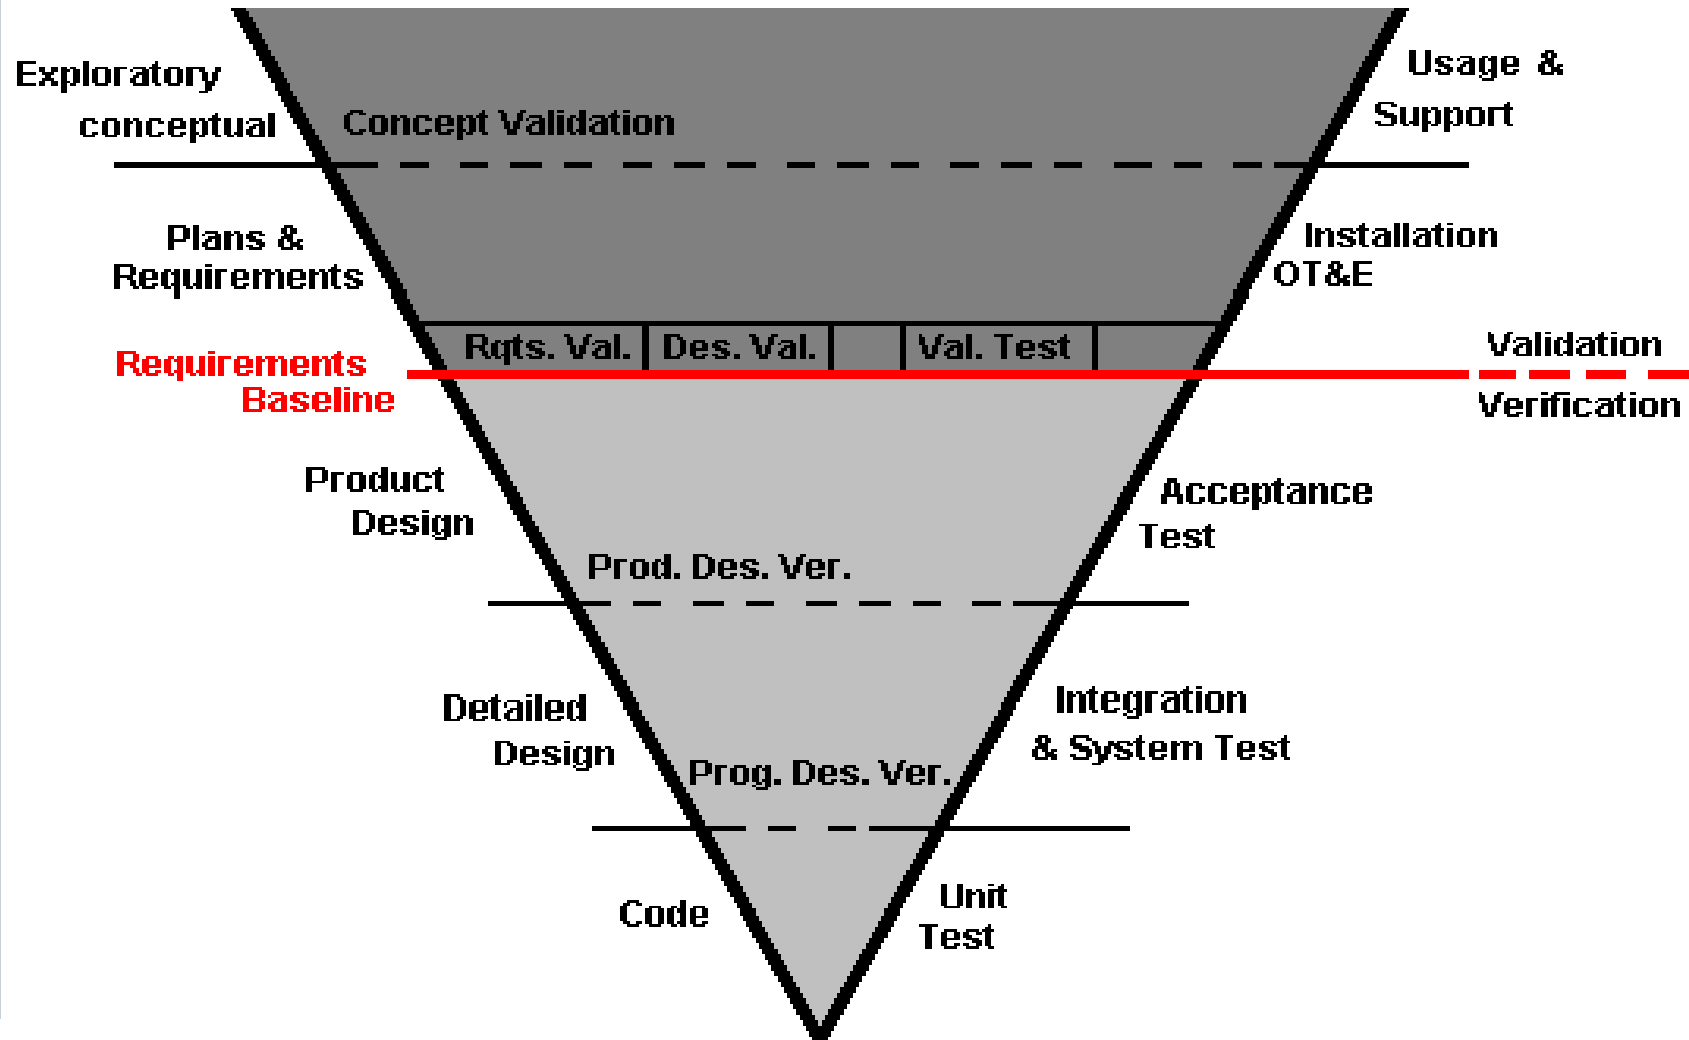 Exploratory
conceptual
Concept Validation
Usage &
Support
Plans &
Requirements
Installation
OT&E
Rqts. Val.
Des. Val.
Val. Test
Requirements
Baseline
Validation
Verification
Product
Design
Acceptance
Test
Prod. Des. Ver.
Detailed
Design
Integration
& System Test
Prog. Des. Ver.
Code
Unit
Test